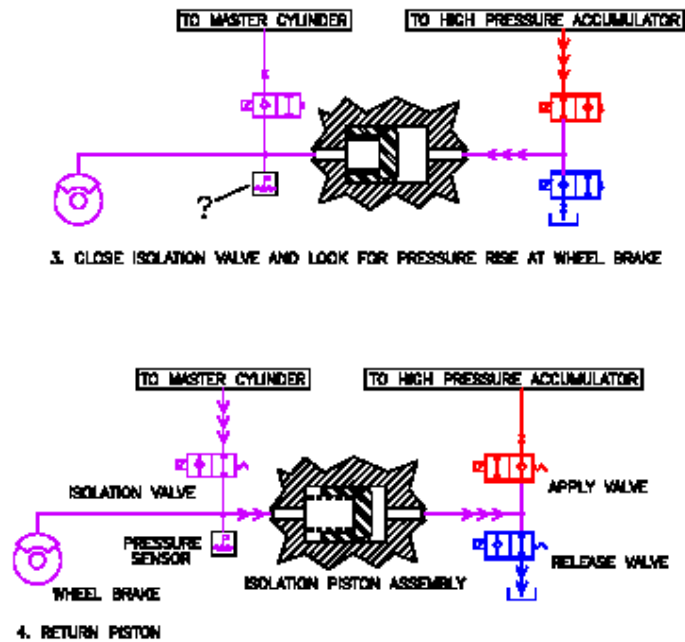 TO MASTER CYLINDER
TO HIGH PRESSURE ACCUMULATOR
?
3. CLOSE ISOLATION VALVE AND LOOK FOR PRESSURE RISE AT WHEEL BRAKE
TO MASTER CYLINDER
TO HIGH PRESSURE ACCUMULATOR
ISOLATION VALVE
APPLY VALVE
PRESSURE
SENSOR
RELEASE VALVE
ISOLATION PISTON ASSEMBLY
WHEEL BRAKE
4. RETURN PISTON